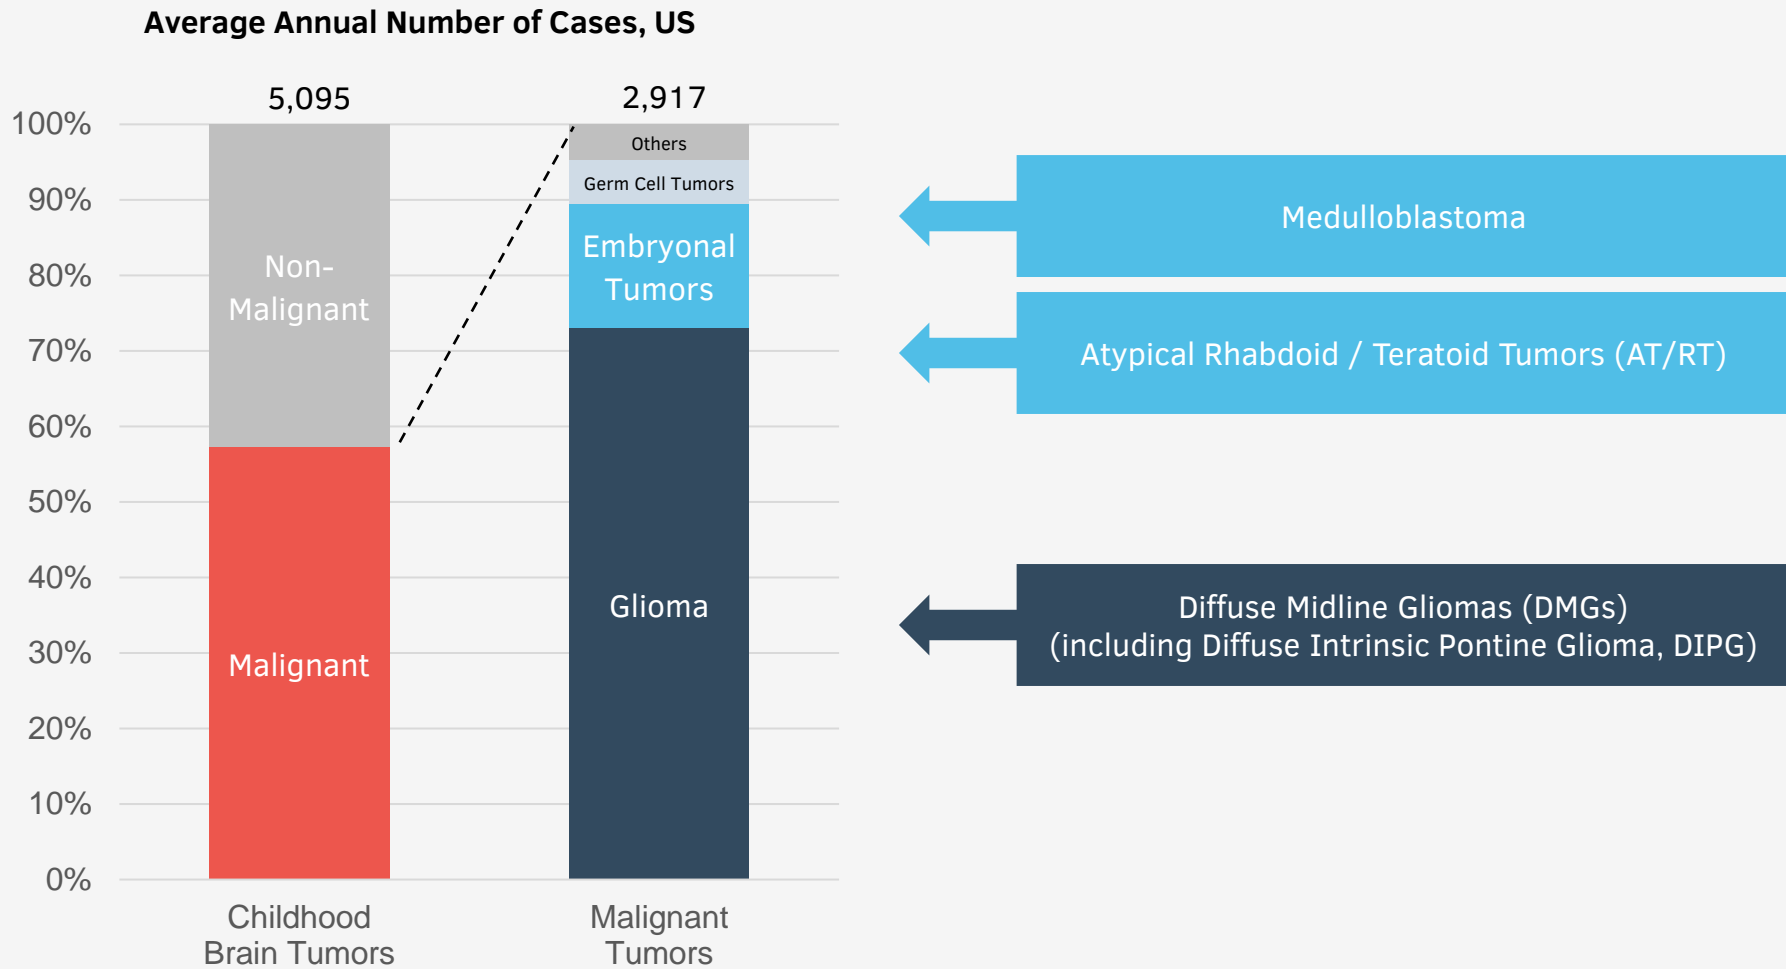 Average Annual Number of Cases, US
5,095
2,917
100%
90%
80%
70%
60%
50%
40%
30%
20%
10%
0%
Non-
Malignant
Malignant
Others
Germ Cell Tumors
Embryonal
Tumors
Glioma
Childhood
Brain Tumors
Malignant
Tumors
Medulloblastoma
Atypical Rhabdoid / Teratoid Tumors (AT/RT)
Diffuse Midline Gliomas (DMGs)
(including Diffuse Intrinsic Pontine Glioma, DIPG)